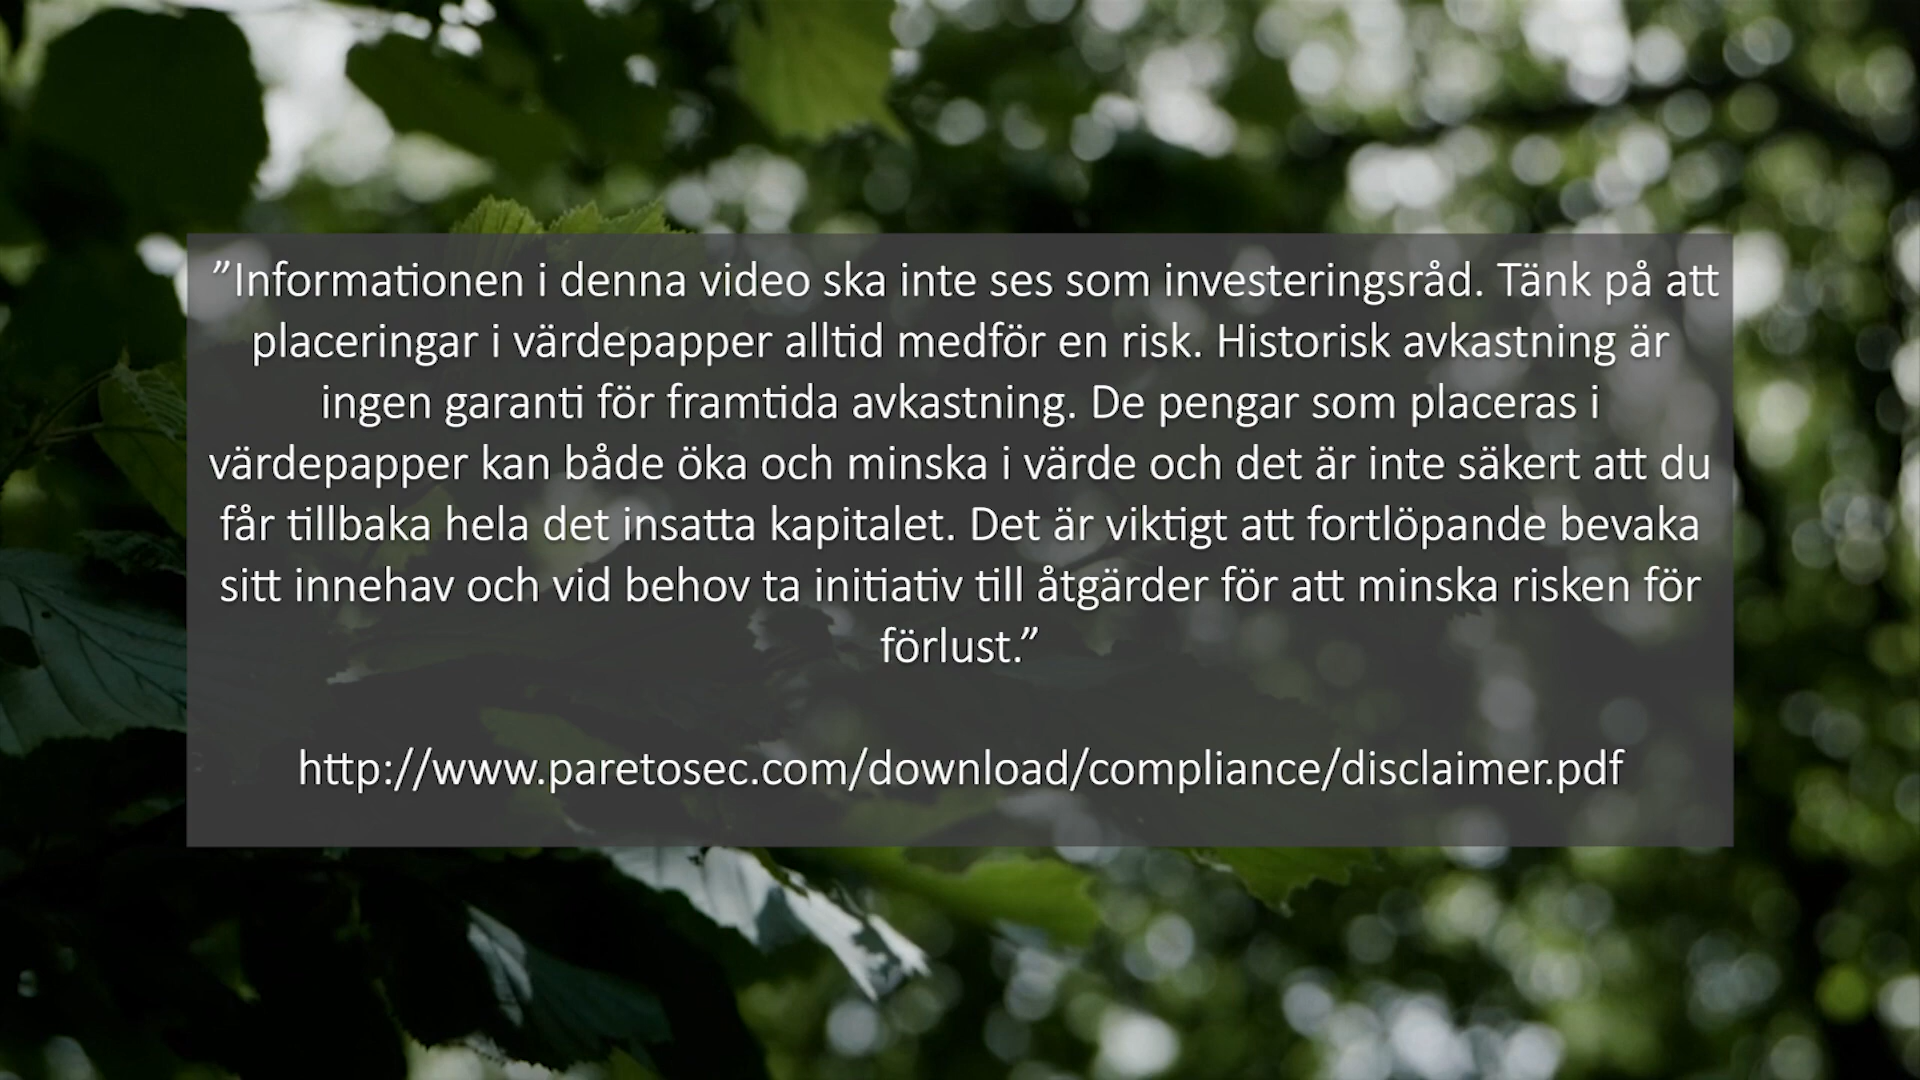 ”Informationen i denna video ska inte ses som investeringsråd. Tänk på att
placeringar i värdepapper alltid medför en risk. Historisk avkastning är
ingen garanti för framtida avkastning. De pengar som placeras i
värdepapper kan både öka och minska i värde och det är inte säkert att du
får tillbaka hela det insatta kapitalet. Det är viktigt att fortlöpande bevaka
sitt innehav och vid behov ta initiativ till åtgärder för att minska risken för
förlust.”
http://www.paretosec.com/download/compliance/disclaimer.pdf